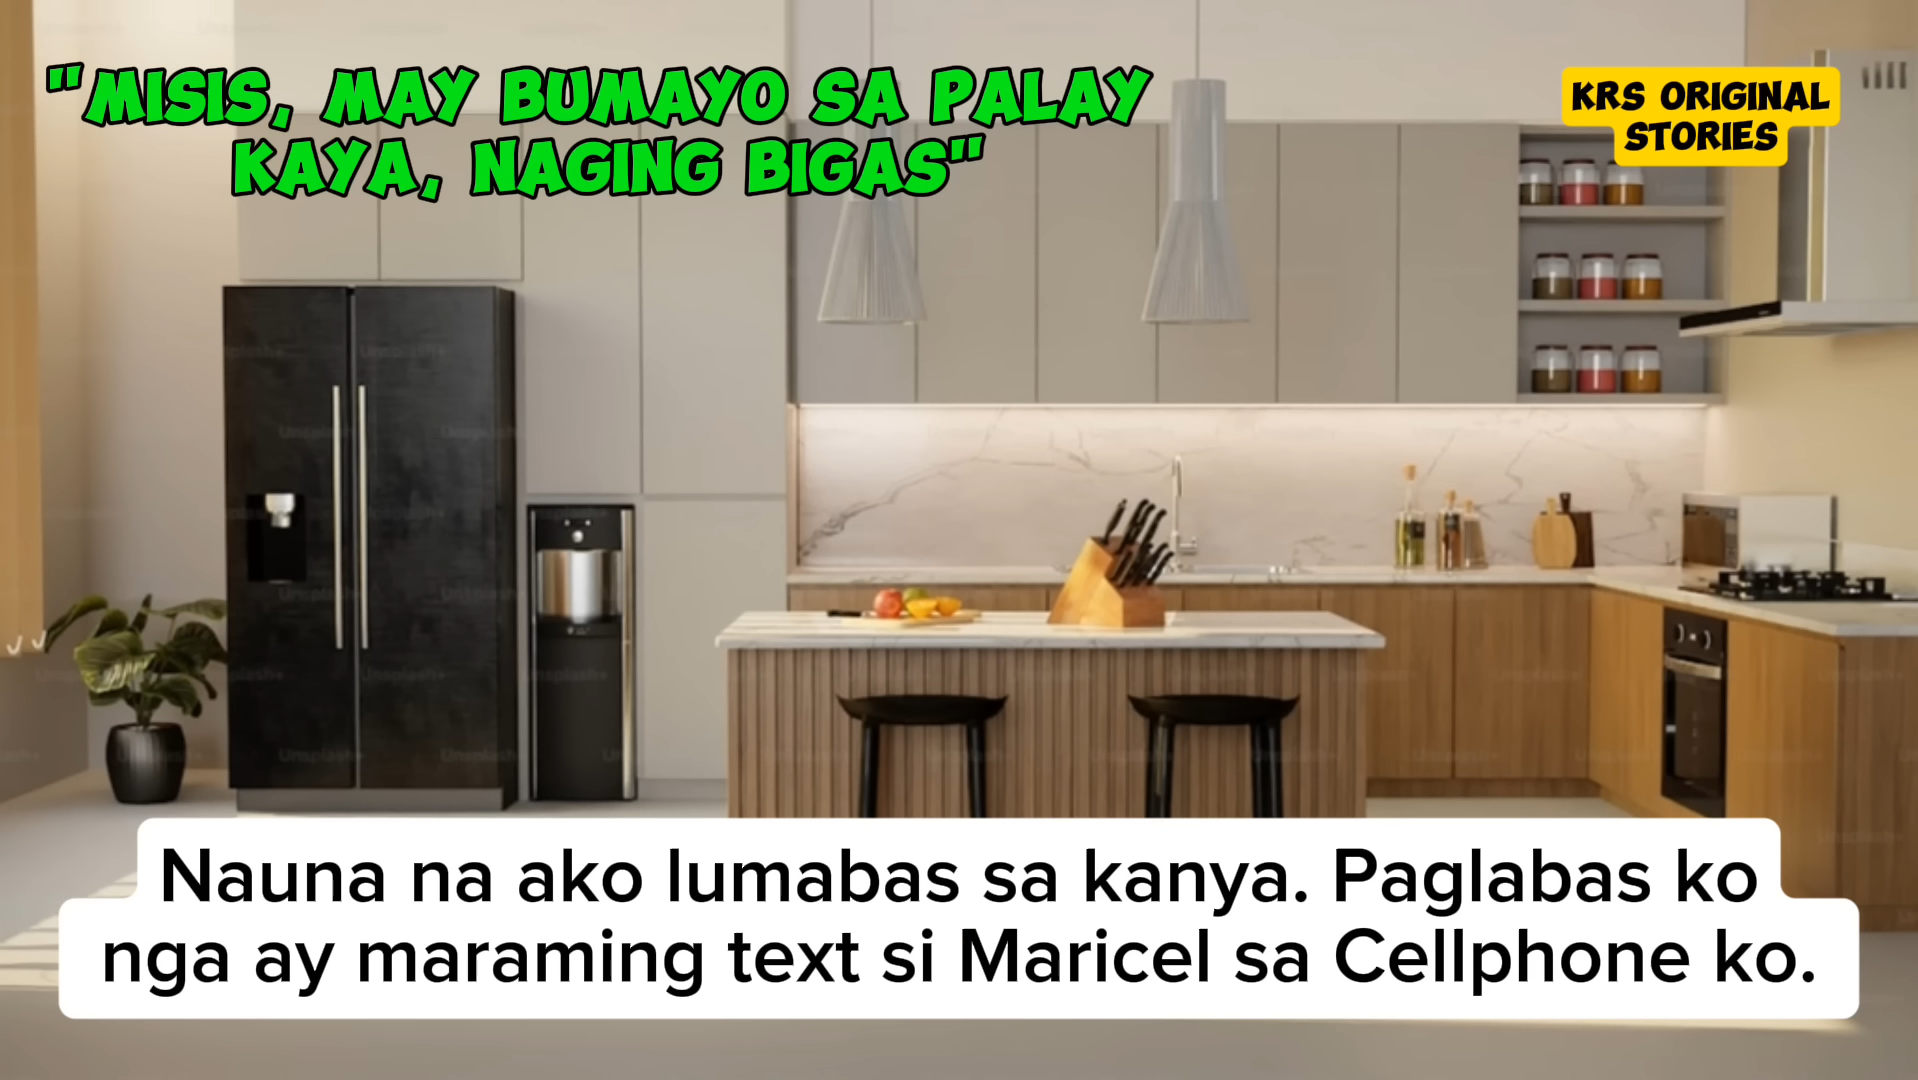 "MISIS, MAY BUMAYO SA PALAY
KAYA, NAGING BIGAS"
KRS ORIGINAL
STORIES
Nauna na ako lumabas sa kanya. Paglabas ko
nga ay maraming text si Maricel sa Cellphone ko.